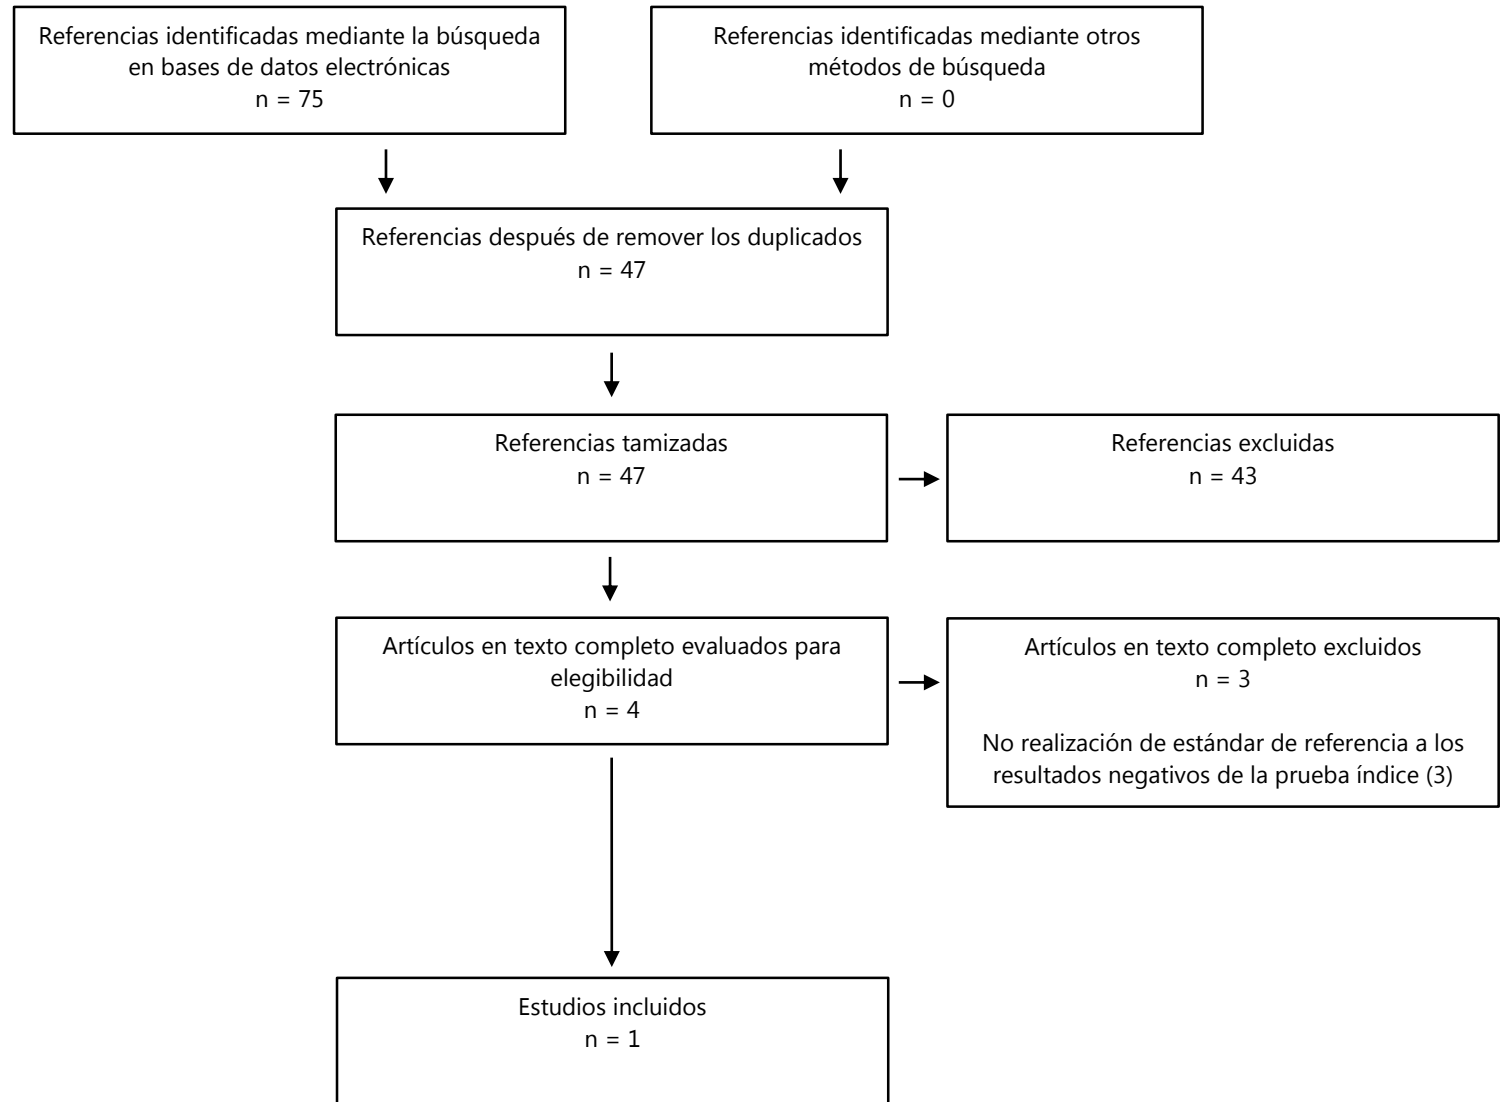 Referencias identificadas mediante la búsqueda
en bases de datos electrónicas
n = 75
Referencias identificadas mediante otros
métodos de búsqueda
n = 0
Referencias después de remover los duplicados
n = 47
Referencias tamizadas
n = 47
Referencias excluidas
n = 43
Artículos en texto completo evaluados para
elegibilidad
n = 4
Artículos en texto completo excluidos
n = 3
No realización de estándar de referencia a los
resultados negativos de la prueba índice (3)
Estudios incluidos
n = 1